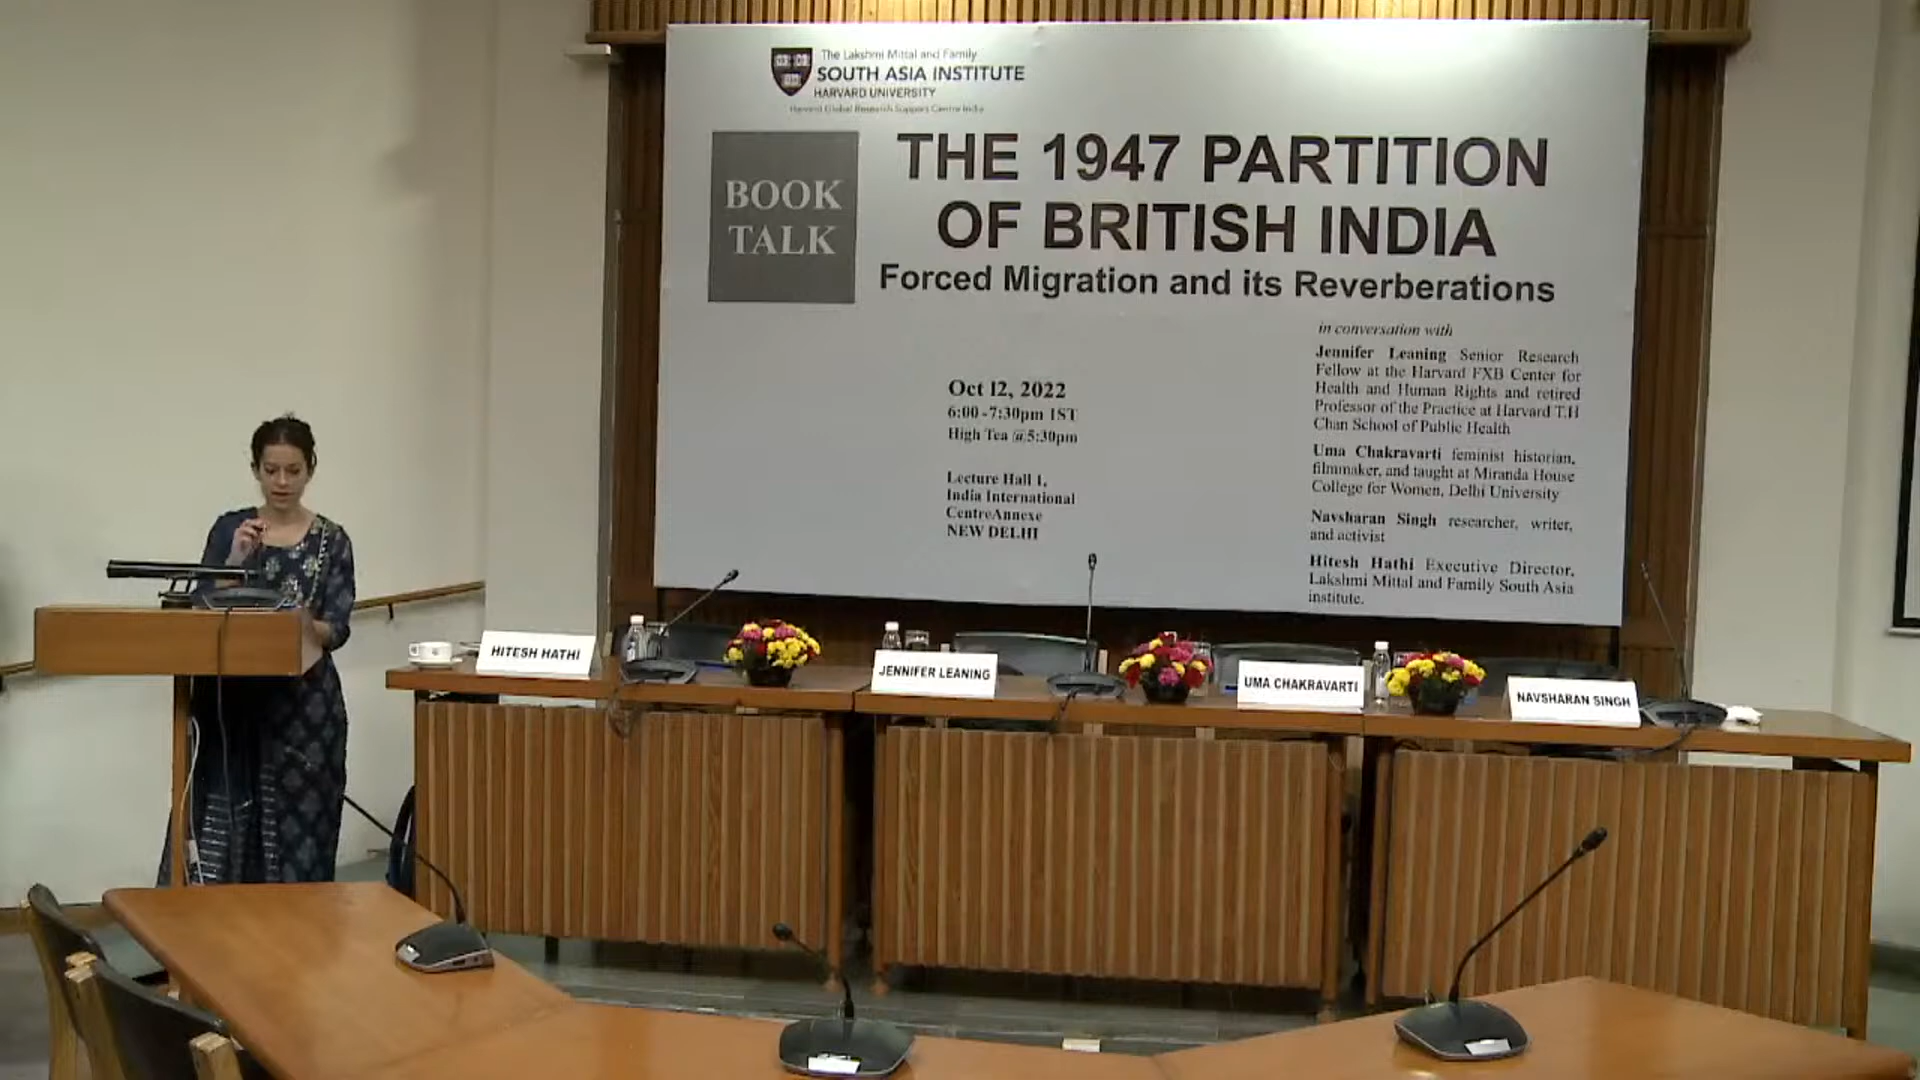 The Lakshmi Mittal and Family
SOUTH ASIA INSTITUTE
HARVARD UNIVERSITY
Harvard Global Research Support Centre India
BOOK
TALK
THE 1947 PARTITION
OF BRITISH INDIA
Forced Migration and its Reverberations
in conversation with
Jennifer Leaning Senior Research
Fellow at the Harvard FXB Center for
Health and Human Rights and retired
Professor of the Practice at Harvard T.H
Chan School of Public Health
Uma Chakravarti feminist historian,
filmmaker, and taught at Miranda House
College for Women, Delhi University
Navsharan Singh researcher, writer,
and activist
Hitesh Hathi Executive Director,
Lakshmi Mittal and Family South Asia
institute.
Oct 12, 2022
6:00-7:30pm IST
High Tea @5:30pm
Lecture Hall 1,
India International
CentreAnnexe
NEW DELHI
HITESH HATHI
JENNIFER LEANING
UMA CHAKRAVARTI
NAVSHARAN SINGH